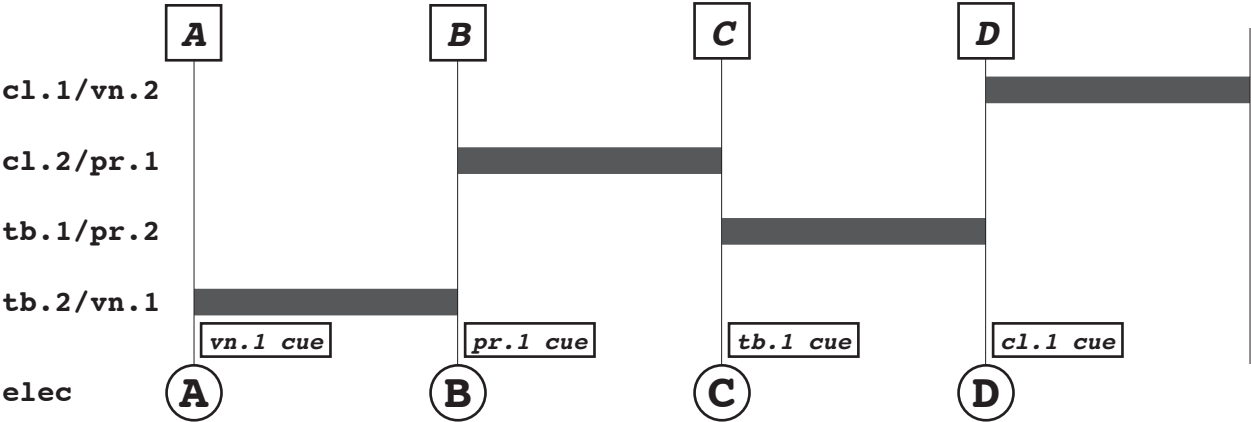 A B C D
cl.1/vn.2
cl.2/pr.1
tb.1/pr.2
tb.2/vn.1
vn.1 cue pr.1 cue tb.1 cue cl.1 cue
elec A B C D